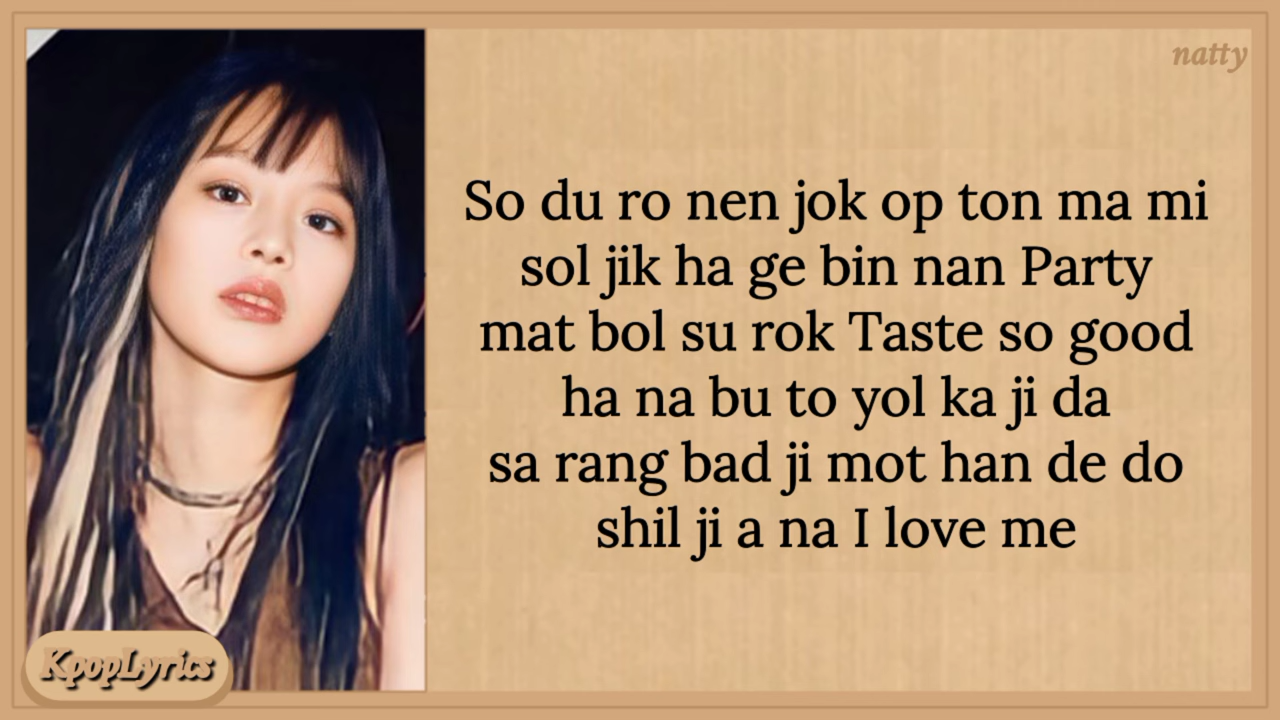 natty
So du ro nen jok op ton ma mi
sol jik ha ge bin nan Party
mat bol su rok Taste so good
ha na bu to yol ka ji da
sa rang bad ji mot han de do
shil ji a na I love me
KpopLyrics